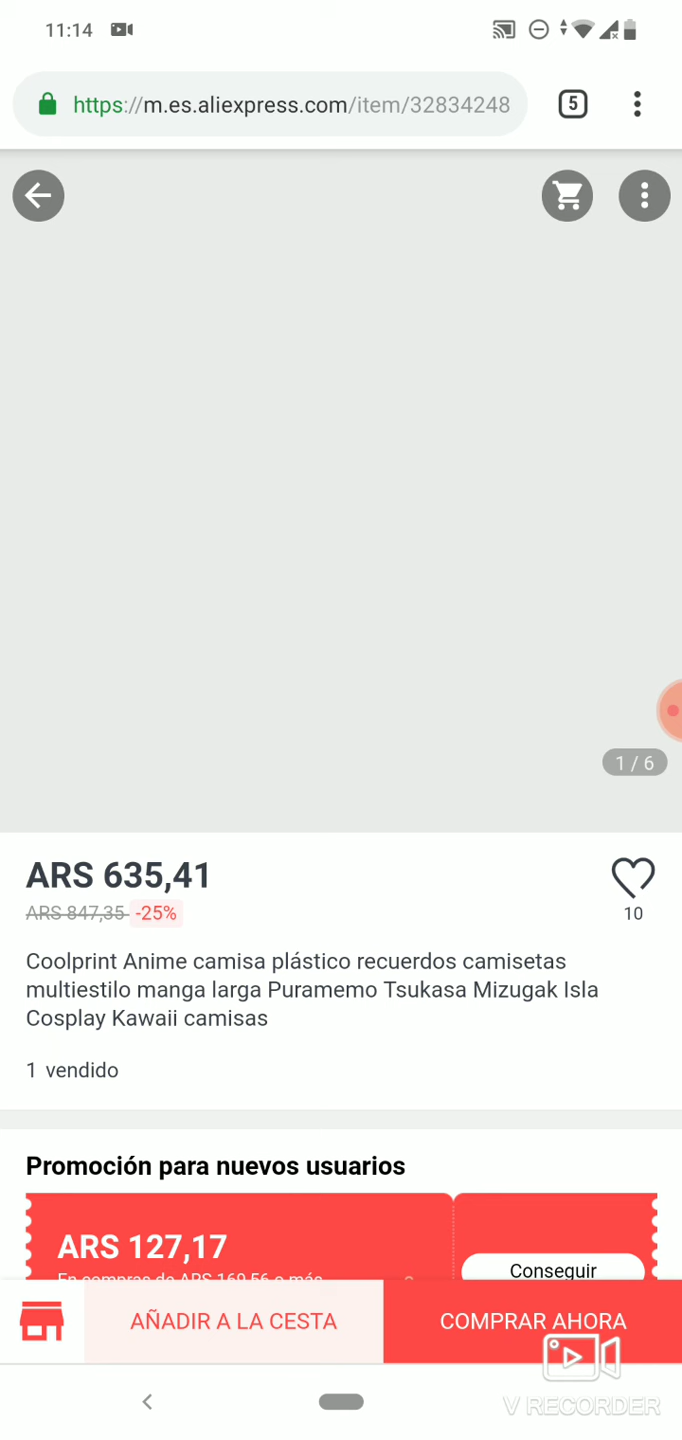 11:14
https://m.es.aliexpress.com/item/32834248
5
1 / 6
ARS 635,41
ARS 847,35 -25%
10
Coolprint Anime camisa plástico recuerdos camisetas
multiestilo manga larga Puramemo Tsukasa Mizugak Isla
Cosplay Kawaii camisas
1 vendido
Promoción para nuevos usuarios
ARS 127,17
En compras de ARS 169,56 o más
Conseguir
AÑADIR A LA CESTA
COMPRAR AHORA
V RECORDER